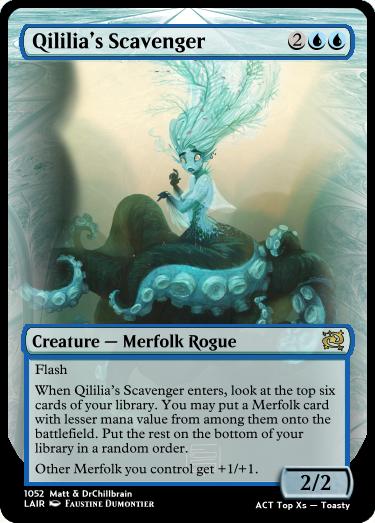 Qililia's Scavenger 2
Creature — Merfolk Rogue
Flash
When Qililia's Scavenger enters, look at the top six
cards of your library. You may put a Merfolk card
with lesser mana value from among them onto the
battlefield. Put the rest on the bottom of your
library in a random order.
Other Merfolk you control get +1/+1.
2/2
1052 Matt & DrChillbrain
LAIR Faustine Dumontier
ACT Top Xs — Toasty